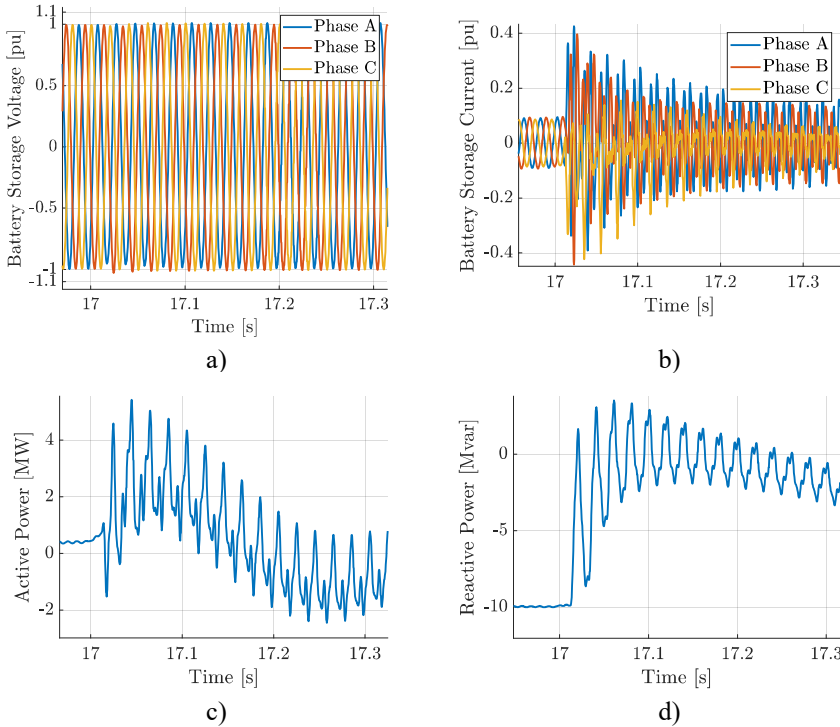 Battery Storage Voltage [pu]
1.1
1
0.5
0
-0.5
-1
-1.1
Phase A
Phase B
Phase C
17
17.1
17.2
17.3
Time [s]
a)
Battery Storage Current [pu]
0.4
0.2
0
-0.2
-0.4
Phase A
Phase B
Phase C
17
17.1
17.2
17.3
Time [s]
b)
Active Power [MW]
4
2
0
-2
17
17.1
17.2
17.3
Time [s]
c)
Reactive Power [Mvar]
0
-5
-10
17
17.1
17.2
17.3
Time [s]
d)